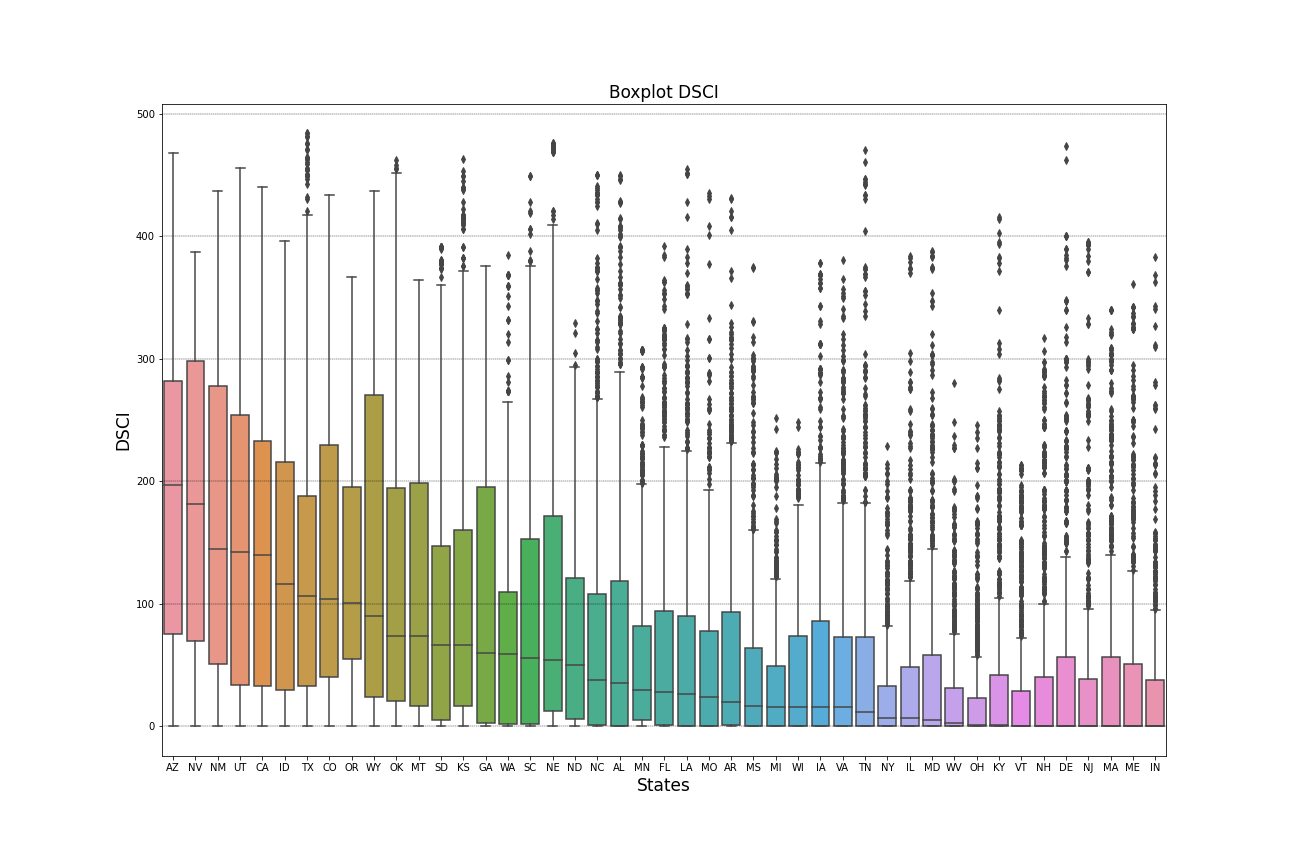 Boxplot DSCI
500
400
300
200
100
0
DSCI
AZ NV NM UT CA ID TX CO OR WY OK MT SD KS GA WA SC NE ND NC AL MN FL LA MO AR MS MI WI IA VA TN NY IL MD WV OH KY VT NH DE NJ MA ME IN
States